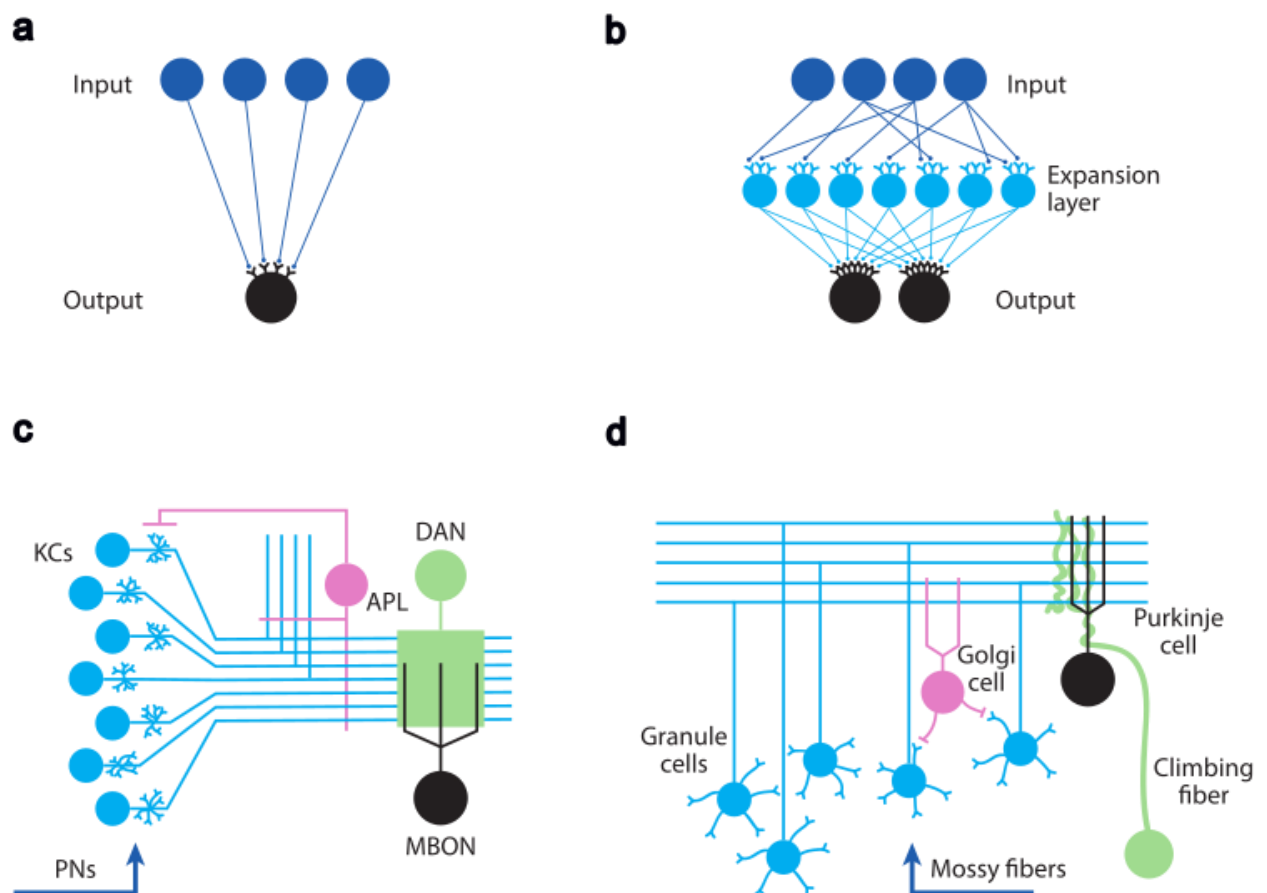 a
Input
Output
b
Input
Expansion
layer
Output
c
KCs
APL
DAN
MBON
PNs
d
Granule
cells
Golgi
cell
Purkinje
cell
Climbing
fiber
Mossy fibers